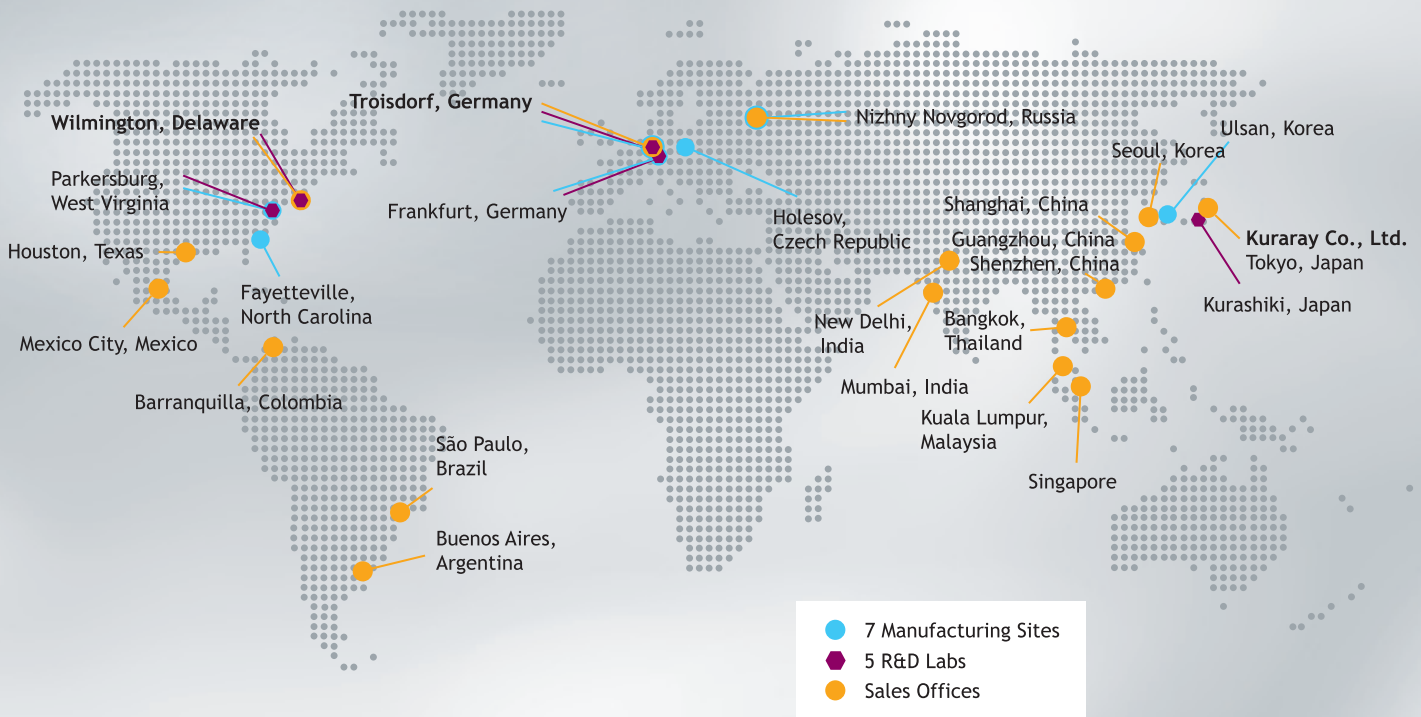 Troisdorf, Germany
Wilmington, Delaware
Nizhny Novgorod, Russia
Ulsan, Korea
Seoul, Korea
Parkersburg,
West Virginia
Frankfurt, Germany
Holesov,
Czech Republic
Shanghai, China
Guangzhou, China
Shenzhen, China
Kuraray Co., Ltd.
Tokyo, Japan
Houston, Texas
Fayetteville,
North Carolina
Kurashiki, Japan
Mexico City, Mexico
New Delhi,
India
Bangkok,
Thailand
Mumbai, India
Barranquilla, Colombia
Kuala Lumpur,
Malaysia
São Paulo,
Brazil
Singapore
Buenos Aires,
Argentina
7 Manufacturing Sites
5 R&D Labs
Sales Offices